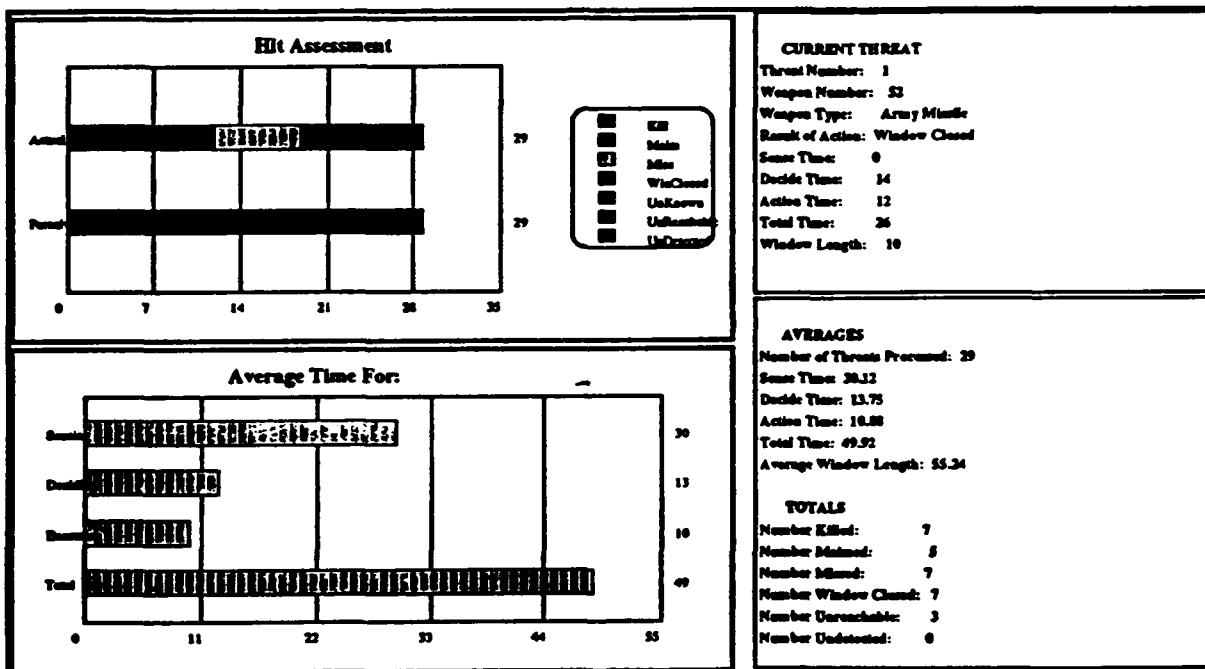 Hit Assessment
Actual
29
29
0 7 14 21 28 35
Kill
Maim
Miss
WinClosed
UnKnown
UnReachable
UnDetected
Average Time For:
30
13
10
Total
49
0 11 22 33 44 55
CURRENT THREAT
Threat Number: 1
Weapon Number: 52
Weapon Type: Army Missile
Result of Action: Window Closed
Sense Time: 0
Decide Time: 14
Action Time: 12
Total Time: 26
Window Length: 10
AVERAGES
Number of Threats Processed: 29
Sense Time: 30.12
Decide Time: 13.75
Action Time: 10.88
Total Time: 49.92
Average Window Length: 55.24
TOTALS
Number Killed: 7
Number Maimed: 5
Number Missed: 7
Number Window Closed: 7
Number Unreachable: 3
Number Undetected: 0